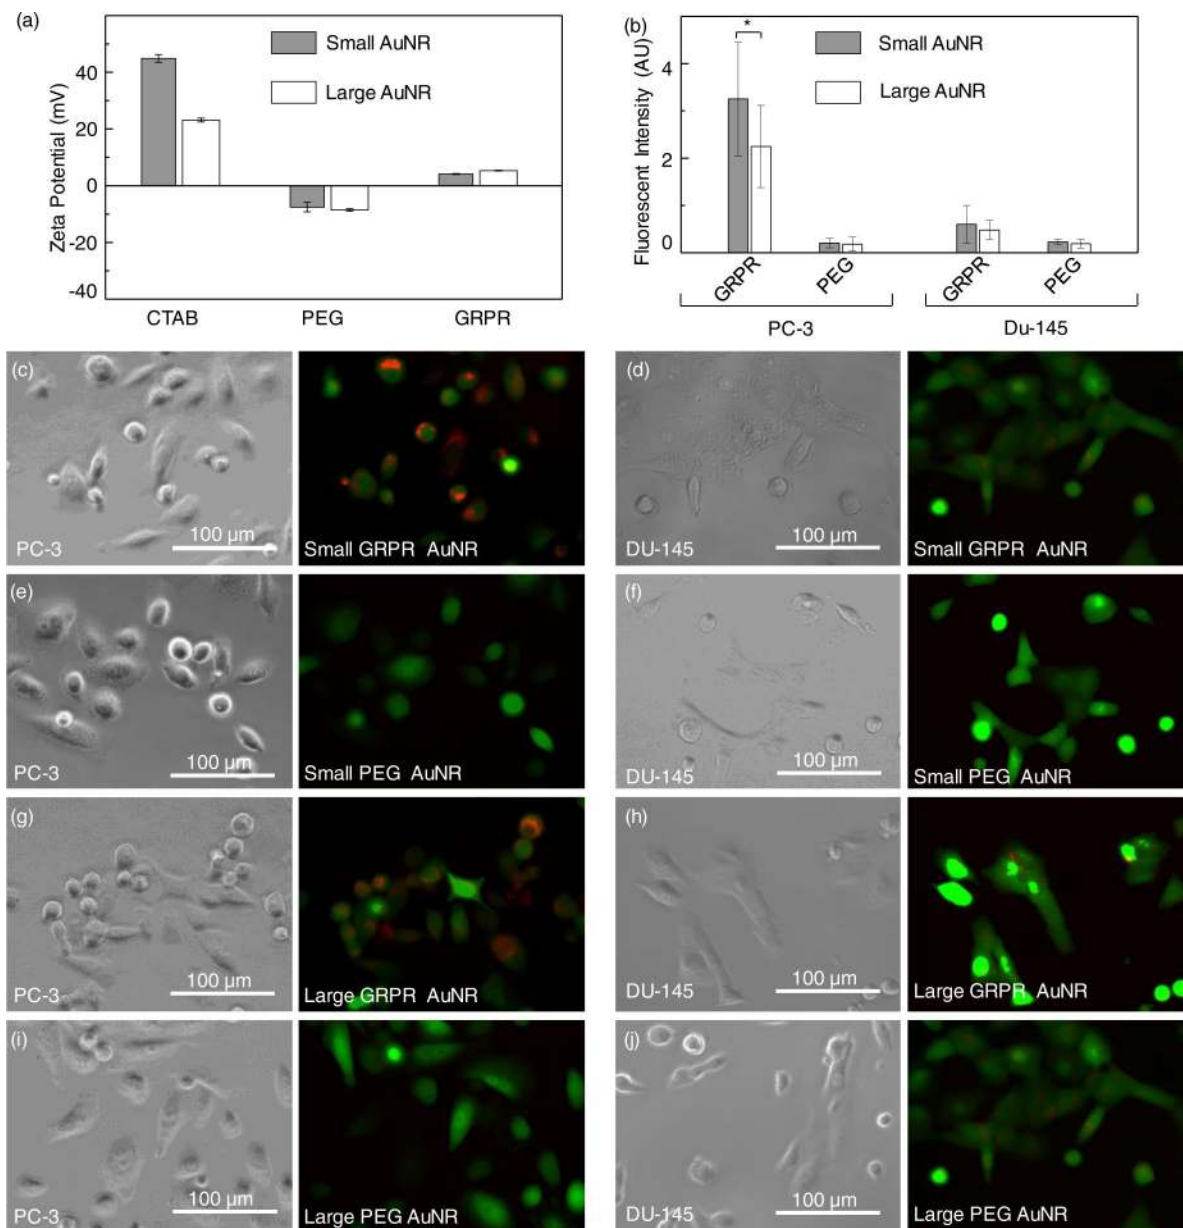 (a)
Zeta Potential (mV)
40
20
0
-20
-40
Small AuNR
Large AuNR
CTAB PEG GRPR
(b)
Fluorescent Intensity (AU)
4
2
0
*
Small AuNR
Large AuNR
GRPR PEG GRPR PEG
PC-3 Du-145
(c)
PC-3 100 µm Small GRPR AuNR
(d)
DU-145 100 µm Small GRPR AuNR
(e)
PC-3 100 µm Small PEG AuNR
(f)
DU-145 100 µm Small PEG AuNR
(g)
PC-3 100 µm Large GRPR AuNR
(h)
DU-145 100 µm Large GRPR AuNR
(i)
PC-3 100 µm Large PEG AuNR
(j)
DU-145 100 µm Large PEG AuNR